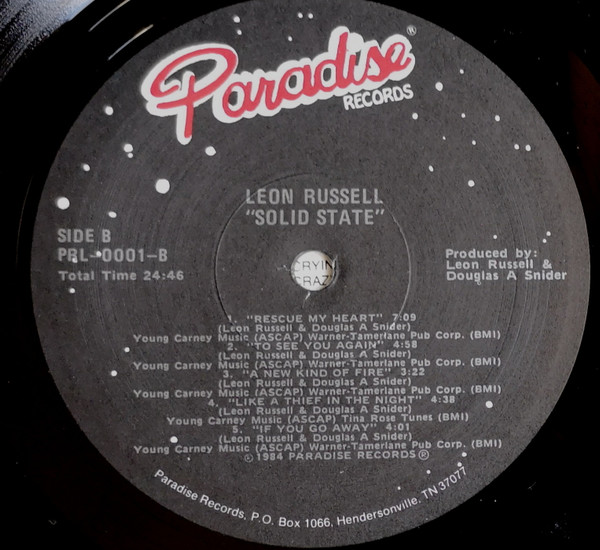 Paradise®
RECORDS
LEON RUSSELL
"SOLID STATE"
SIDE B
PBL-0001-B
Total Time 24:46
Produced by:
Leon Russell &
Douglas A Snider
CRYIN
CRAZ
1. "RESCUE MY HEART" 7:09
(Leon Russell & Douglas A Snider)
Young Carney Music (ASCAP) Warner-Tamerlane Pub Corp. (BMI)
2. "TO SEE YOU AGAIN" 4:58
(Leon Russell & Douglas A Snider)
Young Carney Music (ASCAP) Warner-Tamerlane Pub Corp. (BMI)
3. "A NEW KIND OF FIRE" 3:22
(Leon Russell & Douglas A Snider)
Young Carney Music (ASCAP) Warner-Tamerlane Pub Corp. (BMI)
4. "LIKE A THIEF IN THE NIGHT" 4:38
(Leon Russell & Douglas A Snider)
Young Carney Music (ASCAP) Tina Rose Tunes (BMI)
5. "IF YOU GO AWAY" 4:01
(Leon Russell & Douglas A Snider)
Young Carney Music (ASCAP) Warner-Tamerlane Pub Corp. (BMI)
©1984 PARADISE RECORDS®
Paradise Records, P.O. Box 1066, Hendersonville, TN 37077